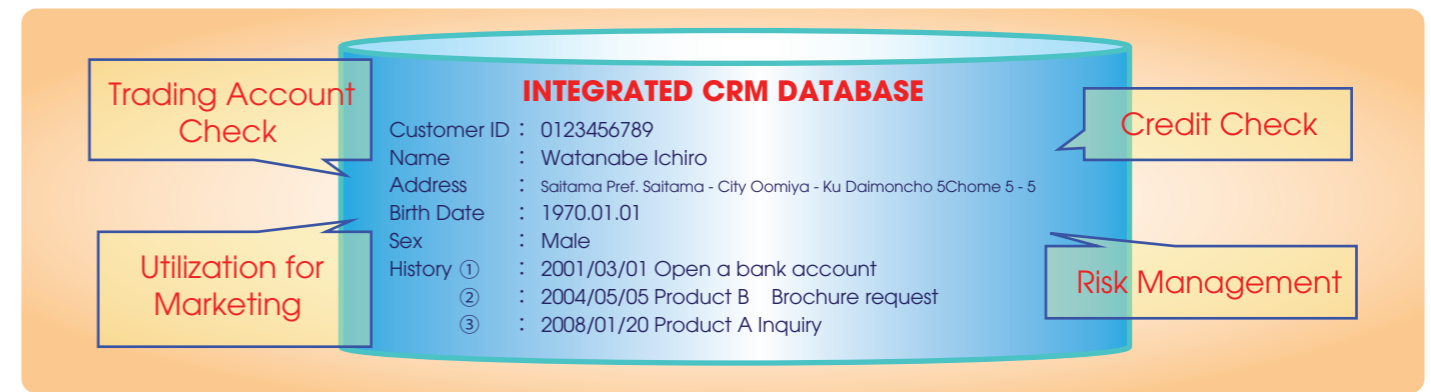 INTEGRATED CRM DATABASE
Trading Account
Check
Utilization for
Marketing
Customer ID : 0123456789
Name : Watanabe Ichiro
Address : Saitama Pref. Saitama - City Oomiya - Ku Daimoncho 5Chome 5 - 5
Birth Date : 1970.01.01
Sex : Male
History ① : 2001/03/01 Open a bank account
② : 2004/05/05 Product B Brochure request
③ : 2008/01/20 Product A Inquiry
Credit Check
Risk Management